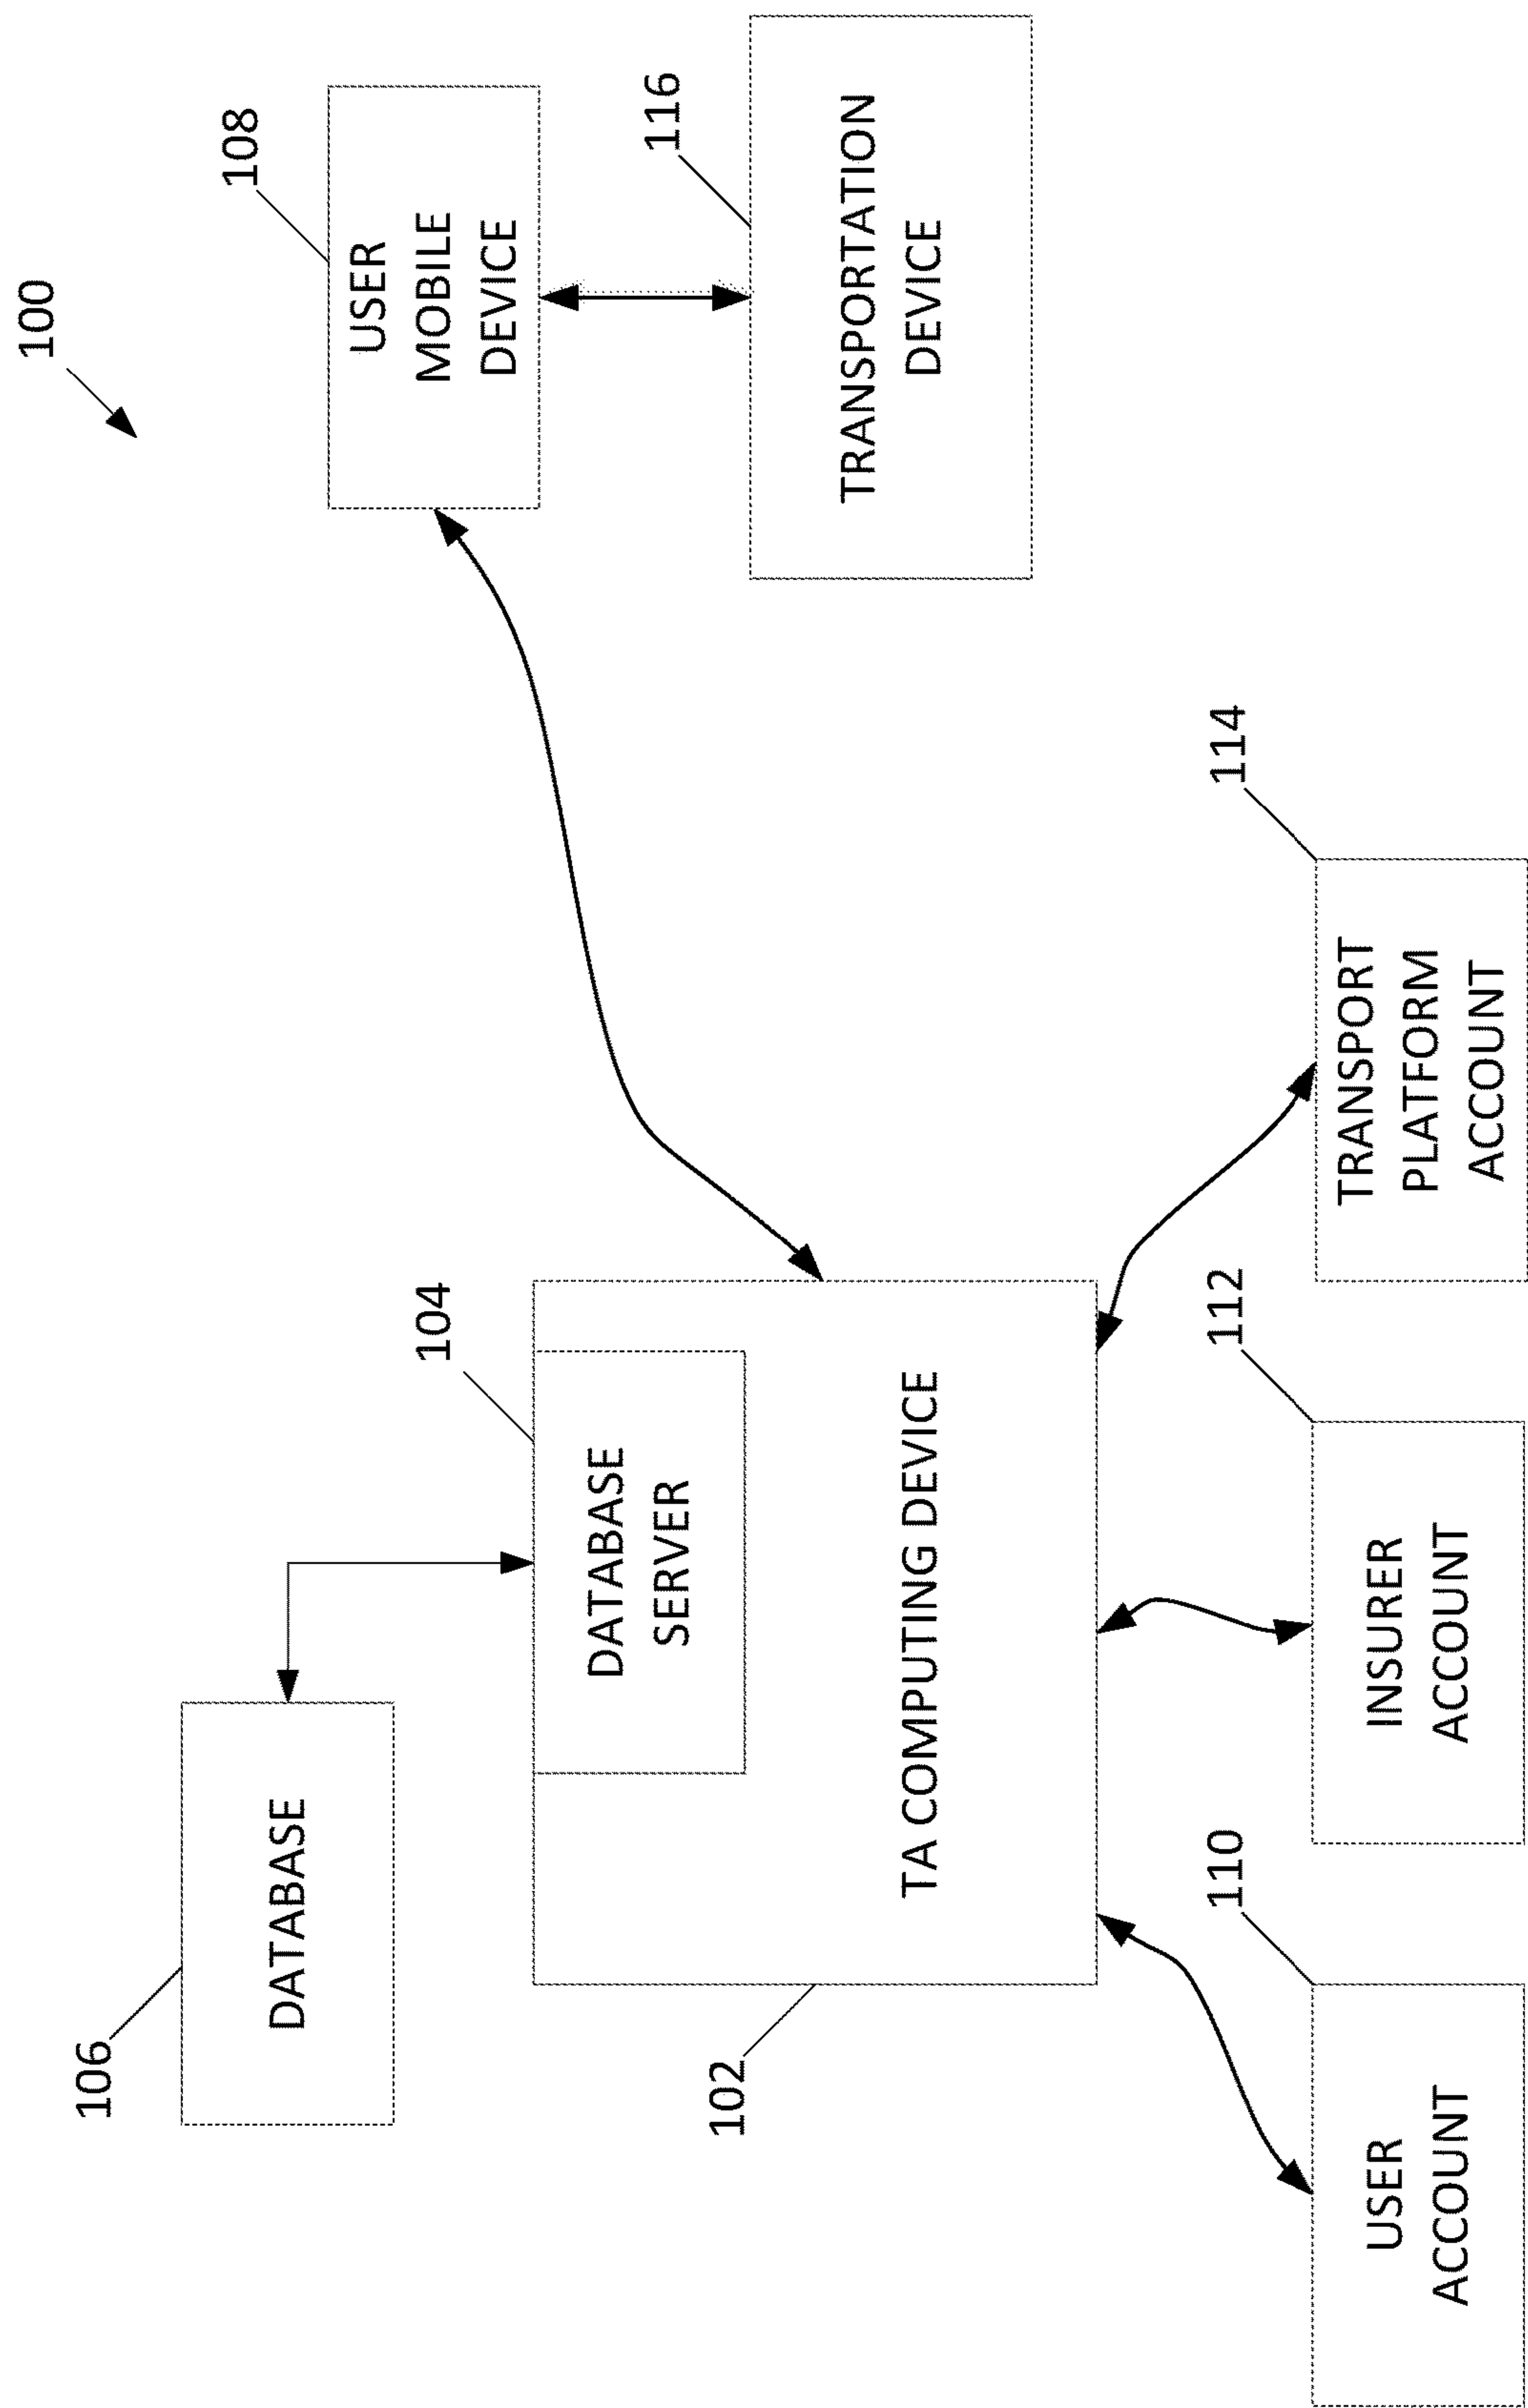 100
106
DATABASE
104
DATABASE
SERVER
TA COMPUTING DEVICE
102
108
USER
MOBILE
DEVICE
116
TRANSPORTATION
DEVICE
110
USER
ACCOUNT
112
INSURER
ACCOUNT
114
TRANSPORT
PLATFORM
ACCOUNT